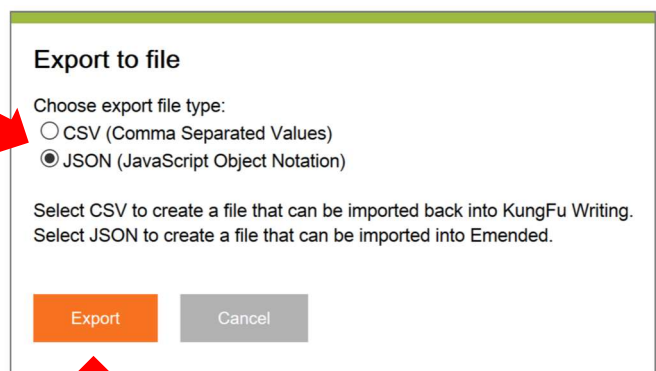 Export to file
Choose export file type:
CSV (Comma Separated Values)
JSON (JavaScript Object Notation)
Select CSV to create a file that can be imported back into KungFu Writing.
Select JSON to create a file that can be imported into Emended.
Export Cancel